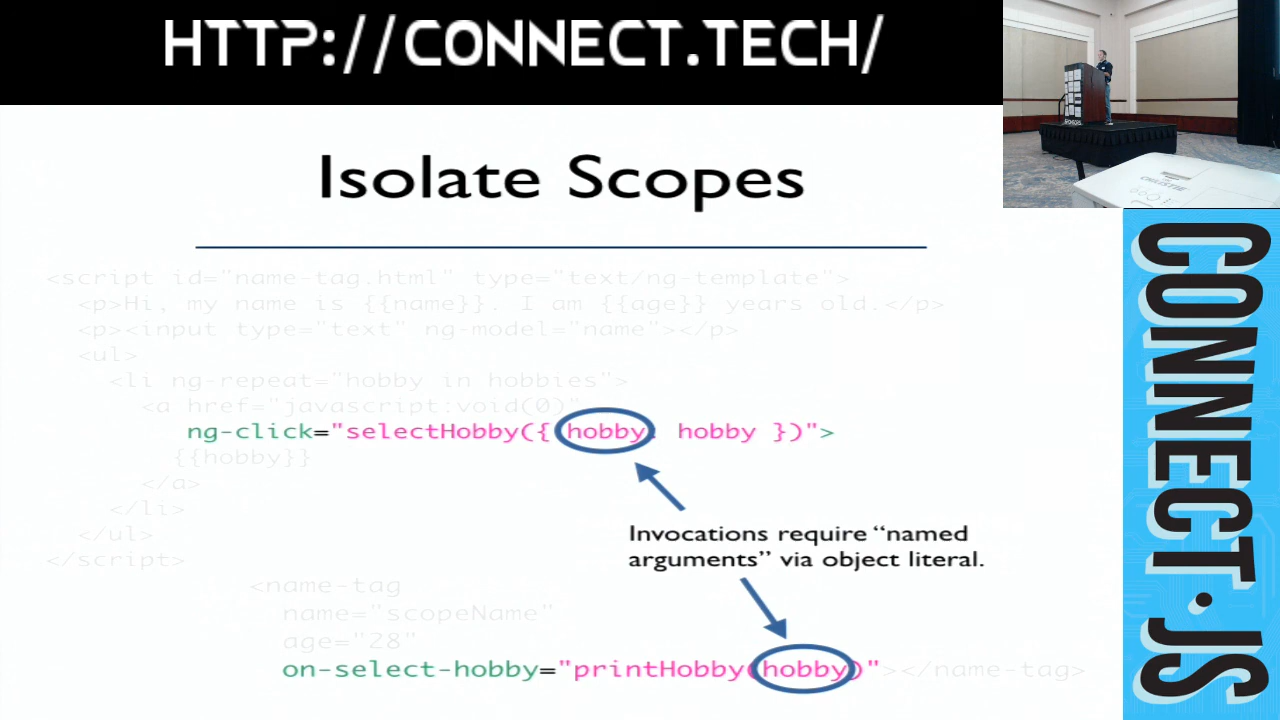 HTTP://CONNECT.TECH/
Isolate Scopes
<script id="name-tag.html" type="text/ng-template">
<p>Hi, my name is {{name}}. I am {{age}} years old.</p>
<p><input type="text" ng-model="name"></p>
<ul>
<li ng-repeat="hobby in hobbies">
<a href="javascript:void(0)"
ng-click="selectHobby({ hobby: hobby })">
{{hobby}}
</a>
</li>
</ul>
</script>
Invocations require “named
arguments” via object literal.
<name-tag
name="scopeName"
age="28"
on-select-hobby="printHobby(hobby)"></name-tag>
CONNECT.JS
CHRISTIE
SPONSORS